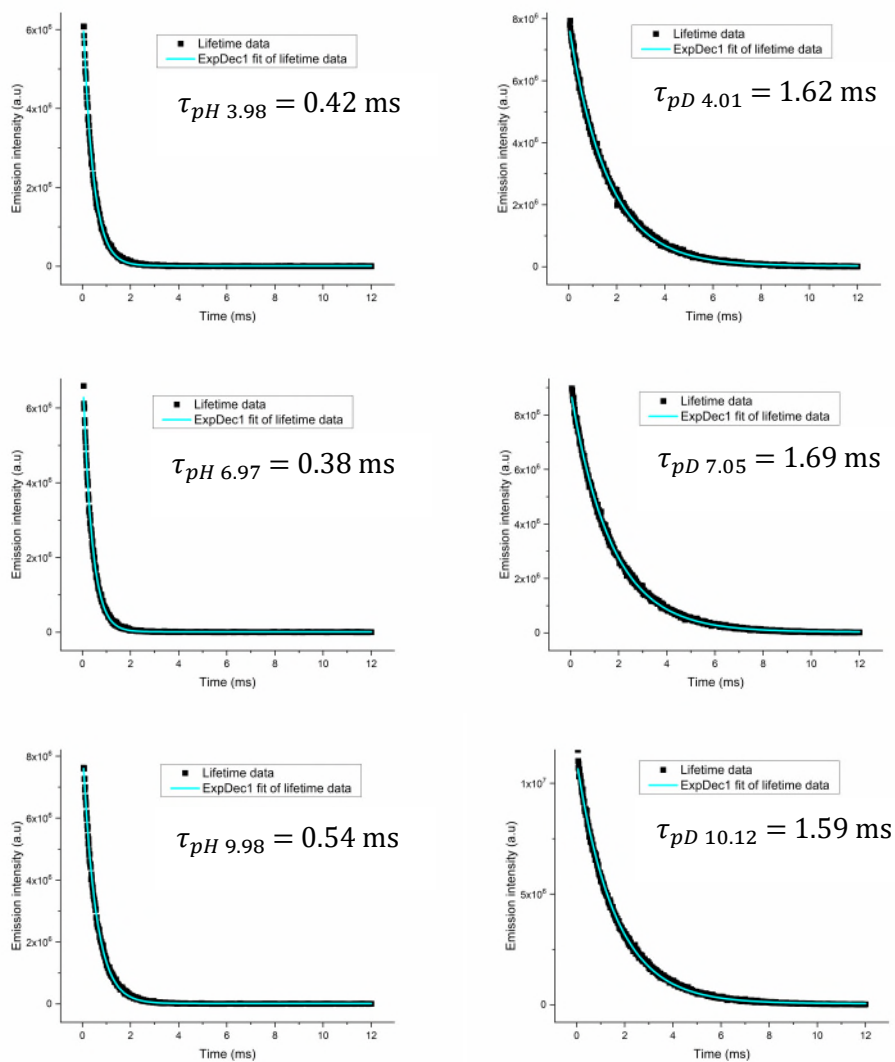 6x10⁶
4x10⁶
2x10⁶
0
Emission intensity (a.u)
Lifetime data
ExpDec1 fit of lifetime data
τpH 3.98 = 0.42 ms
0 2 4 6 8 10 12
Time (ms)
8x10⁶
6x10⁶
4x10⁶
2x10⁶
0
Emission intensity (a.u)
Lifetime data
ExpDec1 fit of lifetime data
τpD 4.01 = 1.62 ms
0 2 4 6 8 10 12
Time (ms)
6x10⁶
4x10⁶
2x10⁶
0
Emission intensity (a.u)
Lifetime data
ExpDec1 fit of lifetime data
τpH 6.97 = 0.38 ms
0 2 4 6 8 10 12
Time (ms)
8x10⁶
6x10⁶
4x10⁶
2x10⁶
0
Emission intensity (a.u)
Lifetime data
ExpDec1 fit of lifetime data
τpD 7.05 = 1.69 ms
0 2 4 6 8 10 12
Time (ms)
8x10⁶
6x10⁶
4x10⁶
2x10⁶
0
Emission intensity (a.u)
Lifetime data
ExpDec1 fit of lifetime data
τpH 9.98 = 0.54 ms
0 2 4 6 8 10 12
Time (ms)
1x10⁷
5x10⁶
0
Emission intensity (a.u)
Lifetime data
ExpDec1 fit of lifetime data
τpD 10.12 = 1.59 ms
0 2 4 6 8 10 12
Time (ms)